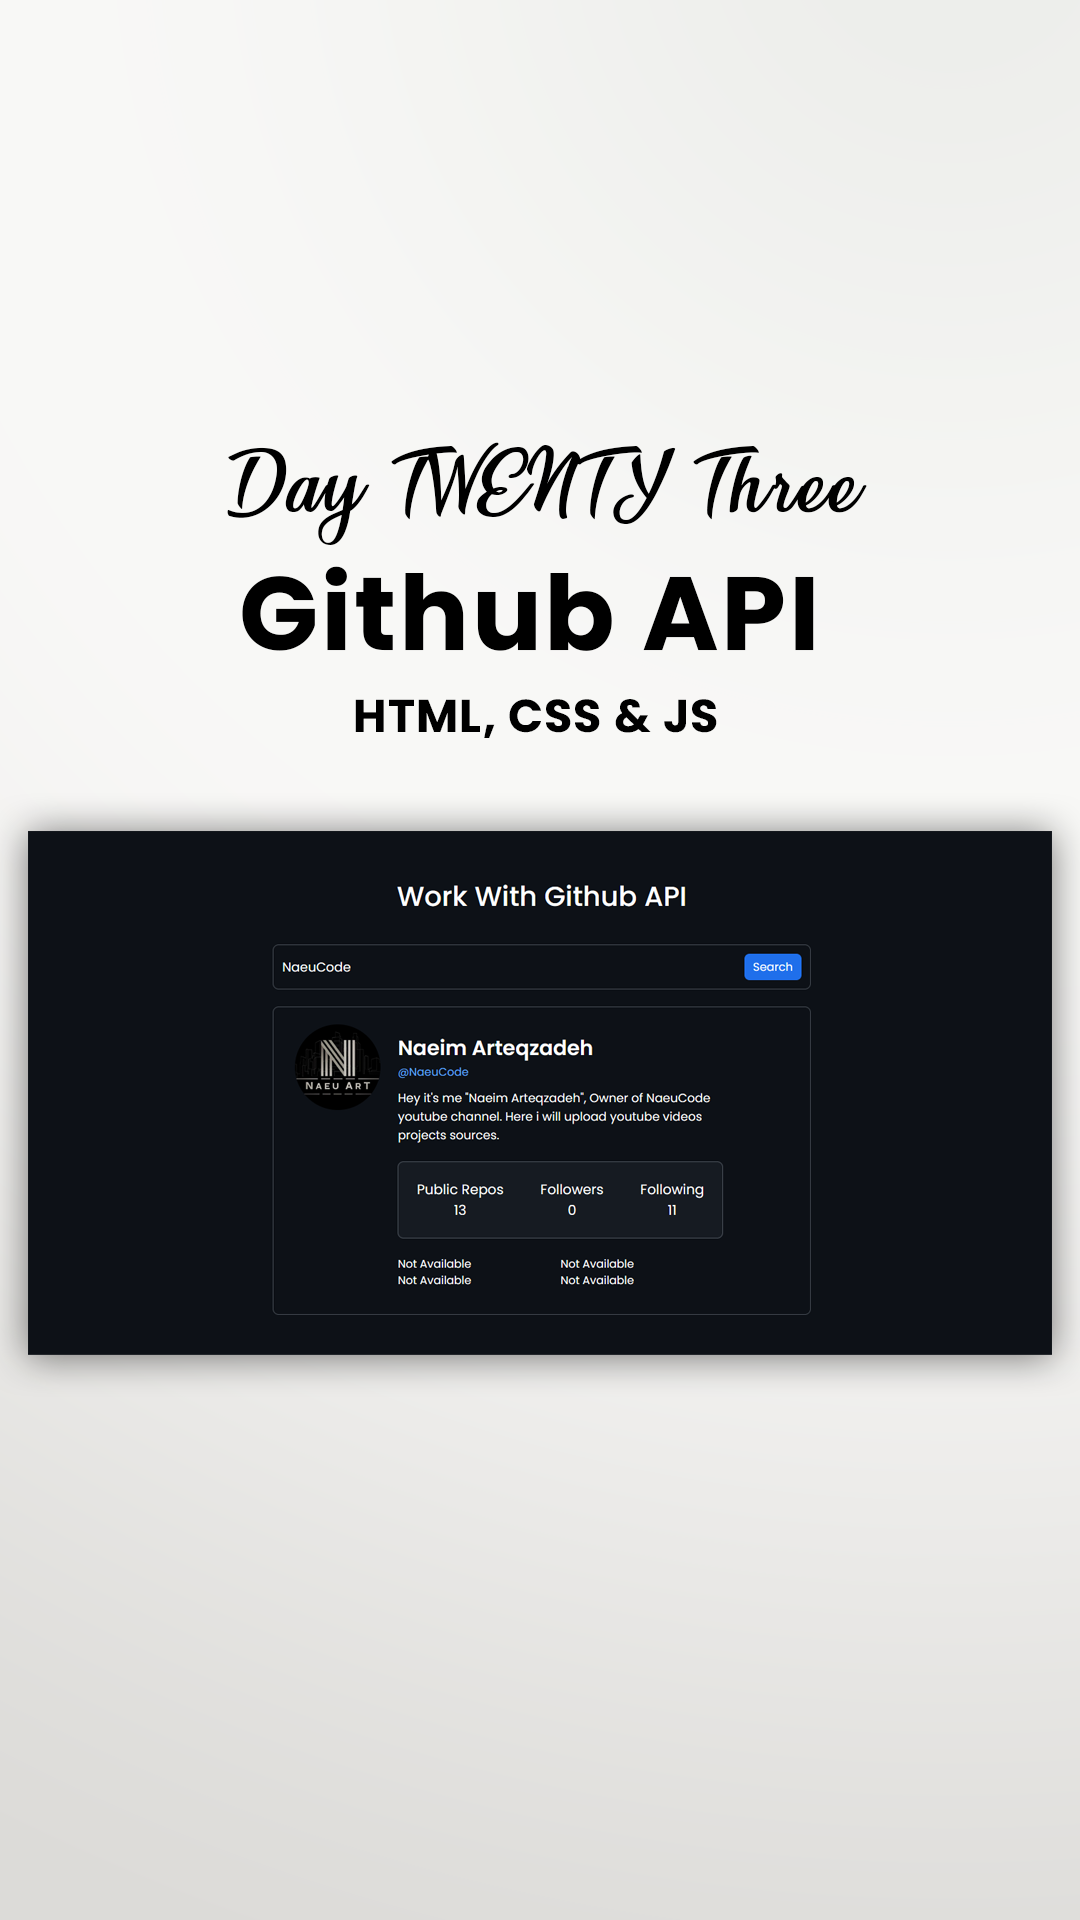 Day TWENTY Three
Github API
HTML, CSS & JS
Work With Github API
NaeuCode
Search
NAEU ART
Naeim Arteqzadeh
@NaeuCode
Hey it's me "Naeim Arteqzadeh", Owner of NaeuCode
youtube channel. Here i will upload youtube videos
projects sources.
Public Repos Followers Following
13 0 11
Not Available Not Available
Not Available Not Available